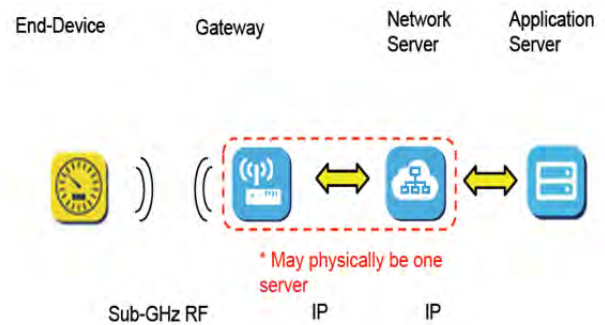 End-Device
Gateway
Network
Server
Application
Server
* May physically be one
server
Sub-GHz RF
IP
IP